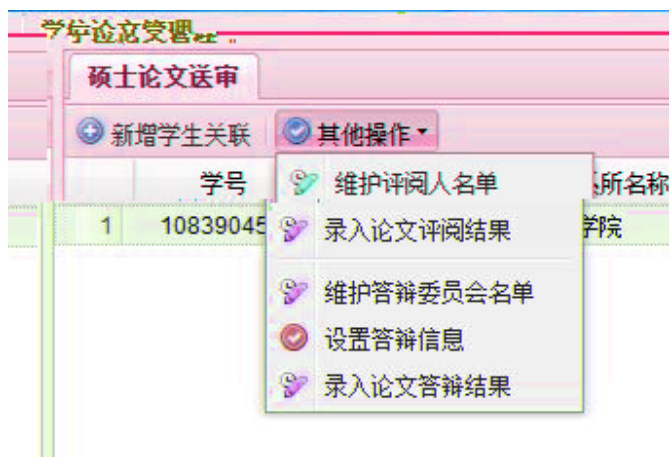 硕士论文送审
新增学生关联 其他操作
学号 所名称
维护评阅人名单
1 10839045 学院
录入论文评阅结果
维护答辩委员会名单
设置答辩信息
录入论文答辩结果